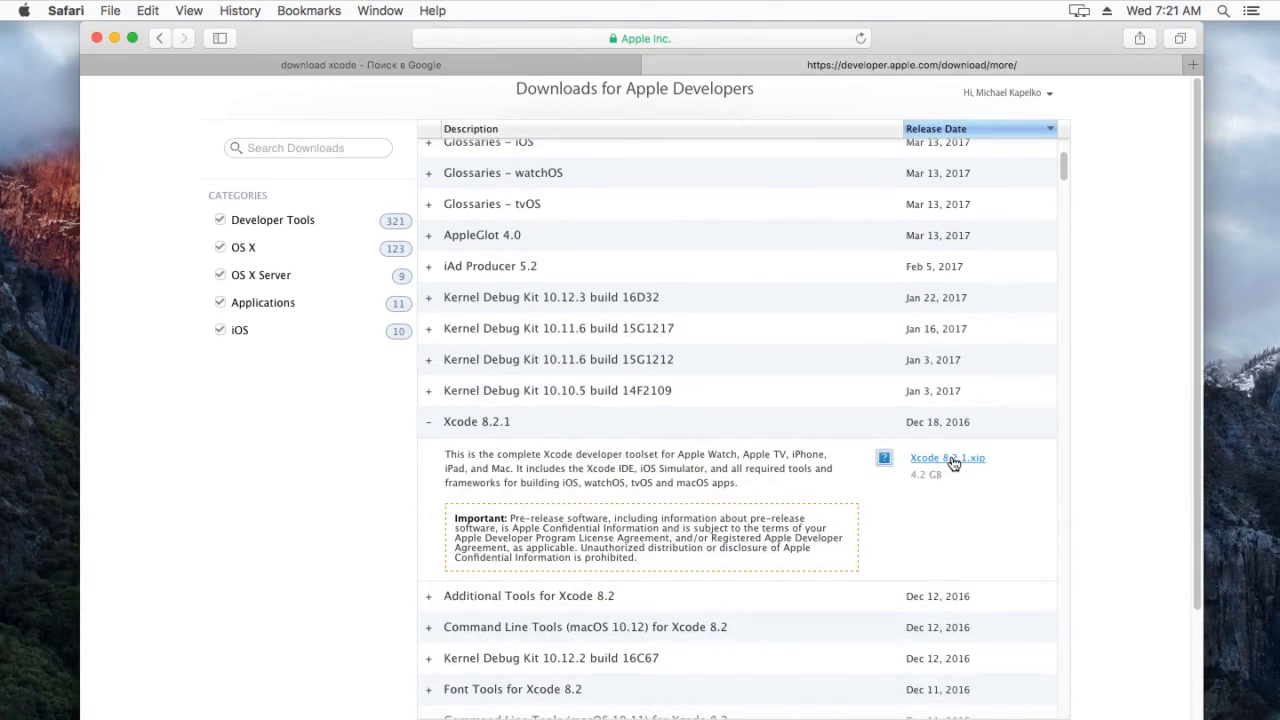 Safari File Edit View History Bookmarks Window Help Wed 7:21 AM
Apple Inc.
download xcode - Поиск в Google https://developer.apple.com/download/more/
Downloads for Apple Developers
Hi, Michael Kapelko
Search Downloads
CATEGORIES
Developer Tools 321
OS X 123
OS X Server 9
Applications 11
iOS 10
Description Release Date
+ Glossaries – iOS Mar 13, 2017
+ Glossaries – watchOS Mar 13, 2017
+ Glossaries – tvOS Mar 13, 2017
+ AppleGlot 4.0 Mar 13, 2017
+ iAd Producer 5.2 Feb 5, 2017
+ Kernel Debug Kit 10.12.3 build 16D32 Jan 22, 2017
+ Kernel Debug Kit 10.11.6 build 15G1217 Jan 16, 2017
+ Kernel Debug Kit 10.11.6 build 15G1212 Jan 3, 2017
+ Kernel Debug Kit 10.10.5 build 14F2109 Jan 3, 2017
– Xcode 8.2.1 Dec 18, 2016
This is the complete Xcode developer toolset for Apple Watch, Apple TV, iPhone,
iPad, and Mac. It includes the Xcode IDE, iOS Simulator, and all required tools and
frameworks for building iOS, watchOS, tvOS and macOS apps.
? Xcode 8.2.1.xip
4.2 GB
Important: Pre-release software, including information about pre-release
software, is Apple Confidential Information and is subject to the terms of your
Apple Developer Program License Agreement, and/or Registered Apple Developer
Agreement, as applicable. Unauthorized distribution or disclosure of Apple
Confidential Information is prohibited.
+ Additional Tools for Xcode 8.2 Dec 12, 2016
+ Command Line Tools (macOS 10.12) for Xcode 8.2 Dec 12, 2016
+ Kernel Debug Kit 10.12.2 build 16C67 Dec 12, 2016
+ Font Tools for Xcode 8.2 Dec 11, 2016
Command Line Tools (macOS 10.11) for Xcode 8.2 Dec 11, 2016